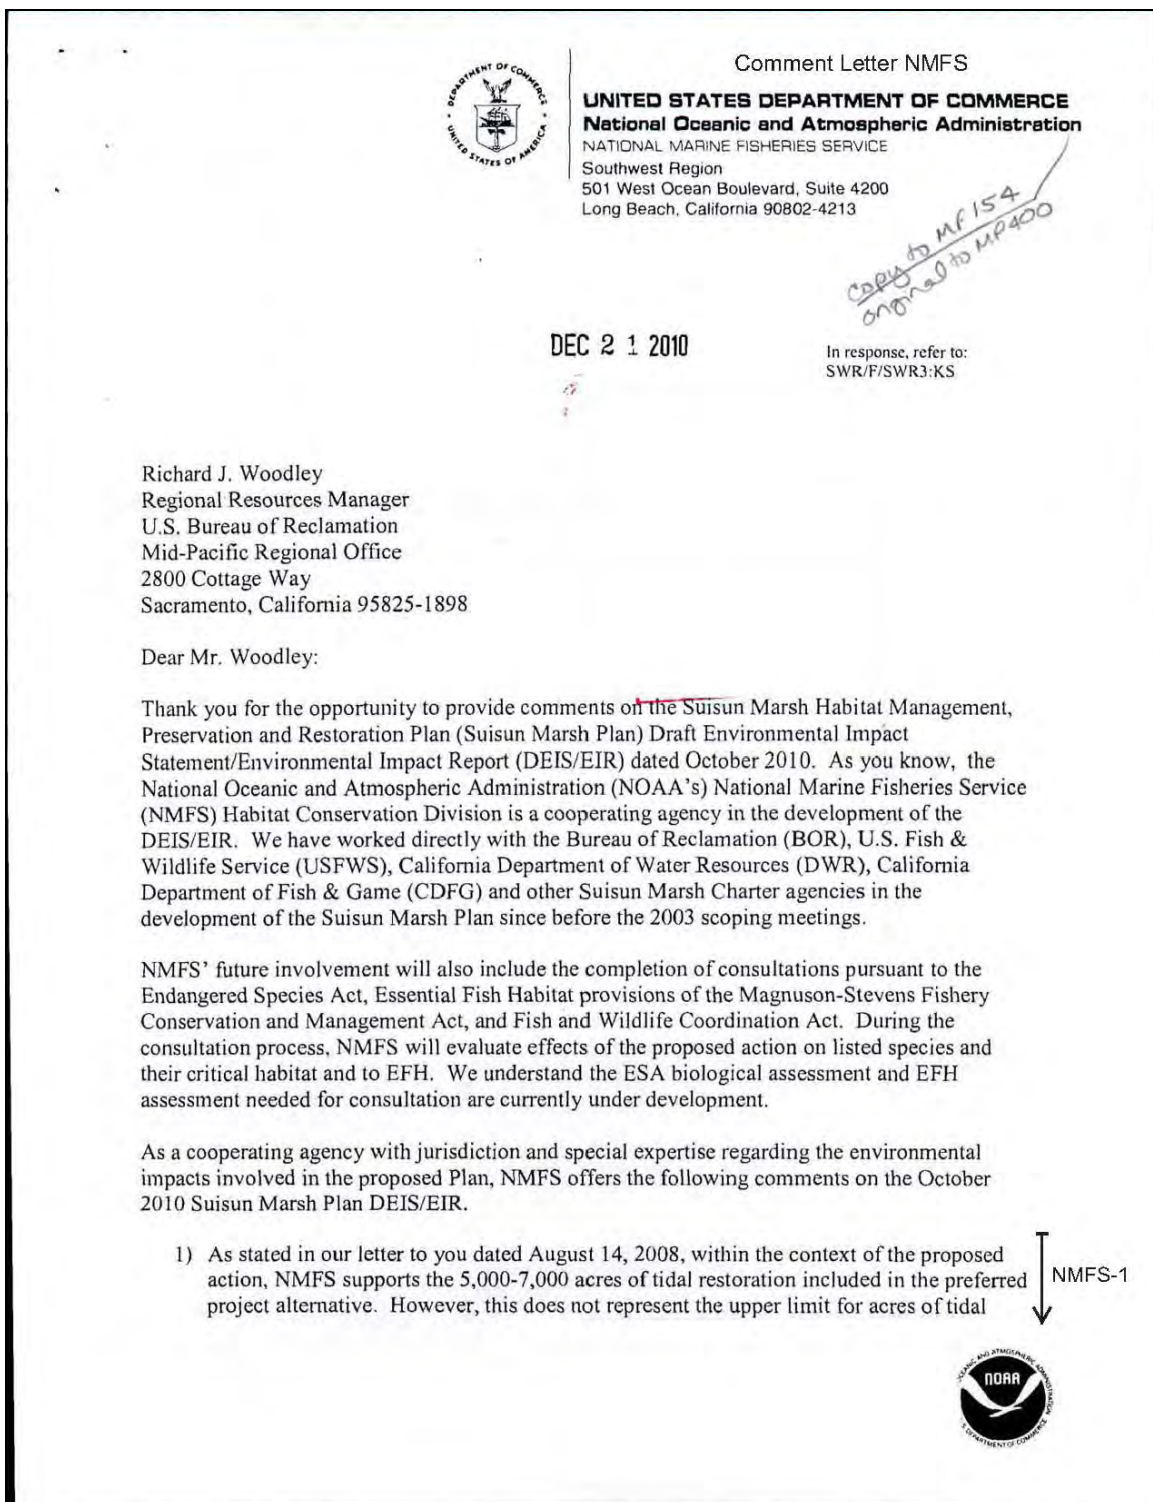 Comment Letter NMFS
DEPARTMENT OF COMMERCE
UNITED STATES OF AMERICA
UNITED STATES DEPARTMENT OF COMMERCE
National Oceanic and Atmospheric Administration
NATIONAL MARINE FISHERIES SERVICE
Southwest Region
501 West Ocean Boulevard, Suite 4200
Long Beach, California 90802-4213
copy to MP 154
original to MP400
DEC 2 1 2010
In response, refer to:
SWR/F/SWR3:KS
Richard J. Woodley
Regional Resources Manager
U.S. Bureau of Reclamation
Mid-Pacific Regional Office
2800 Cottage Way
Sacramento, California 95825-1898
Dear Mr. Woodley:
Thank you for the opportunity to provide comments on the Suisun Marsh Habitat Management,
Preservation and Restoration Plan (Suisun Marsh Plan) Draft Environmental Impact
Statement/Environmental Impact Report (DEIS/EIR) dated October 2010. As you know, the
National Oceanic and Atmospheric Administration (NOAA's) National Marine Fisheries Service
(NMFS) Habitat Conservation Division is a cooperating agency in the development of the
DEIS/EIR. We have worked directly with the Bureau of Reclamation (BOR), U.S. Fish &
Wildlife Service (USFWS), California Department of Water Resources (DWR), California
Department of Fish & Game (CDFG) and other Suisun Marsh Charter agencies in the
development of the Suisun Marsh Plan since before the 2003 scoping meetings.
NMFS' future involvement will also include the completion of consultations pursuant to the
Endangered Species Act, Essential Fish Habitat provisions of the Magnuson-Stevens Fishery
Conservation and Management Act, and Fish and Wildlife Coordination Act. During the
consultation process, NMFS will evaluate effects of the proposed action on listed species and
their critical habitat and to EFH. We understand the ESA biological assessment and EFH
assessment needed for consultation are currently under development.
As a cooperating agency with jurisdiction and special expertise regarding the environmental
impacts involved in the proposed Plan, NMFS offers the following comments on the October
2010 Suisun Marsh Plan DEIS/EIR.
1) As stated in our letter to you dated August 14, 2008, within the context of the proposed
action, NMFS supports the 5,000-7,000 acres of tidal restoration included in the preferred
project alternative. However, this does not represent the upper limit for acres of tidal
NMFS-1
NOAA